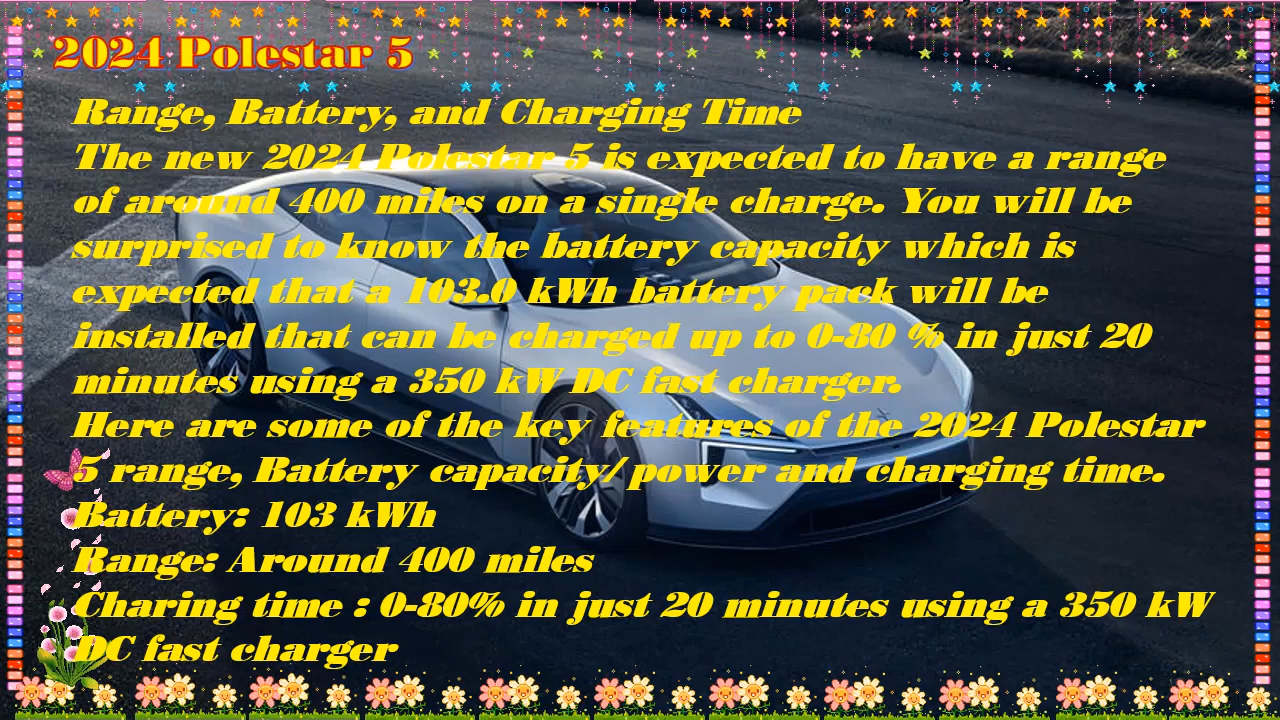 2024 Polestar 5
Range, Battery, and Charging Time
The new 2024 Polestar 5 is expected to have a range
of around 400 miles on a single charge. You will be
surprised to know the battery capacity which is
expected that a 103.0 kWh battery pack will be
installed that can be charged up to 0-80 % in just 20
minutes using a 350 kW DC fast charger.
Here are some of the key features of the 2024 Polestar
5 range, Battery capacity/power and charging time.
Battery: 103 kWh
Range: Around 400 miles
Charing time : 0-80% in just 20 minutes using a 350 kW
DC fast charger